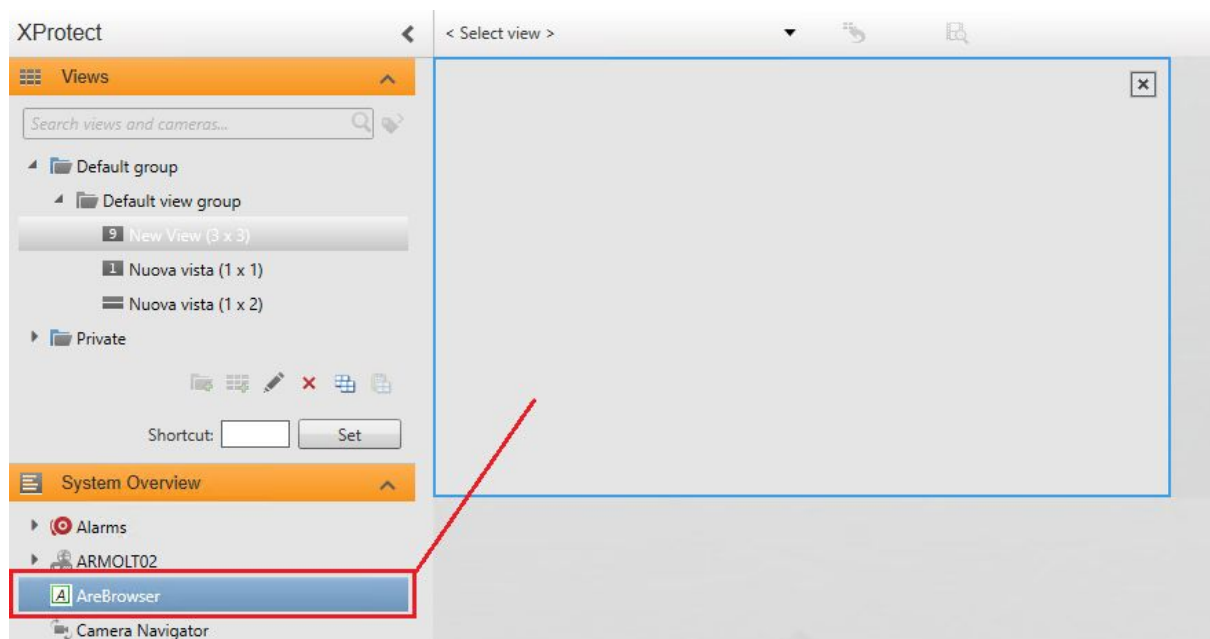 XProtect
< Select view >
Views
Search views and cameras...
Default group
Default view group
9 New View (3 x 3)
1 Nuova vista (1 x 1)
Nuova vista (1 x 2)
Private
Shortcut:
Set
System Overview
Alarms
ARMOLT02
A AreBrowser
Camera Navigator